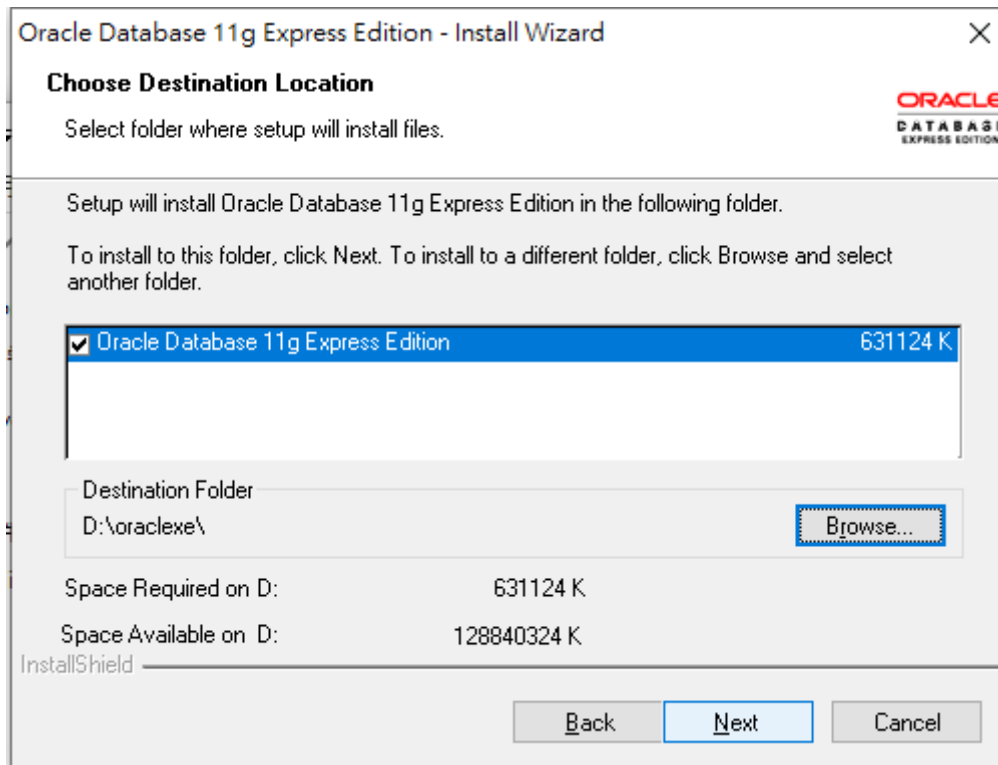 Oracle Database 11g Express Edition - Install Wizard
Choose Destination Location
Select folder where setup will install files.
ORACLE
DATABASE
EXPRESS EDITION
Setup will install Oracle Database 11g Express Edition in the following folder.
To install to this folder, click Next. To install to a different folder, click Browse and select
another folder.
Oracle Database 11g Express Edition 631124 K
Destination Folder
D:\oraclexe\
Browse...
Space Required on D: 631124 K
Space Available on D: 128840324 K
InstallShield
Back Next Cancel